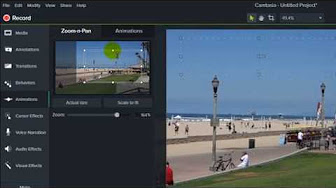 File Edit Modify View Share Help
Camtasia - Untitled Project*
Record
Zoom-n-Pan Animations
Media
Annotations
Transitions
Behaviors
Animations
Cursor Effects
Voice Narration
Audio Effects
Visual Effects
More
Actual size Scale to fit
Zoom